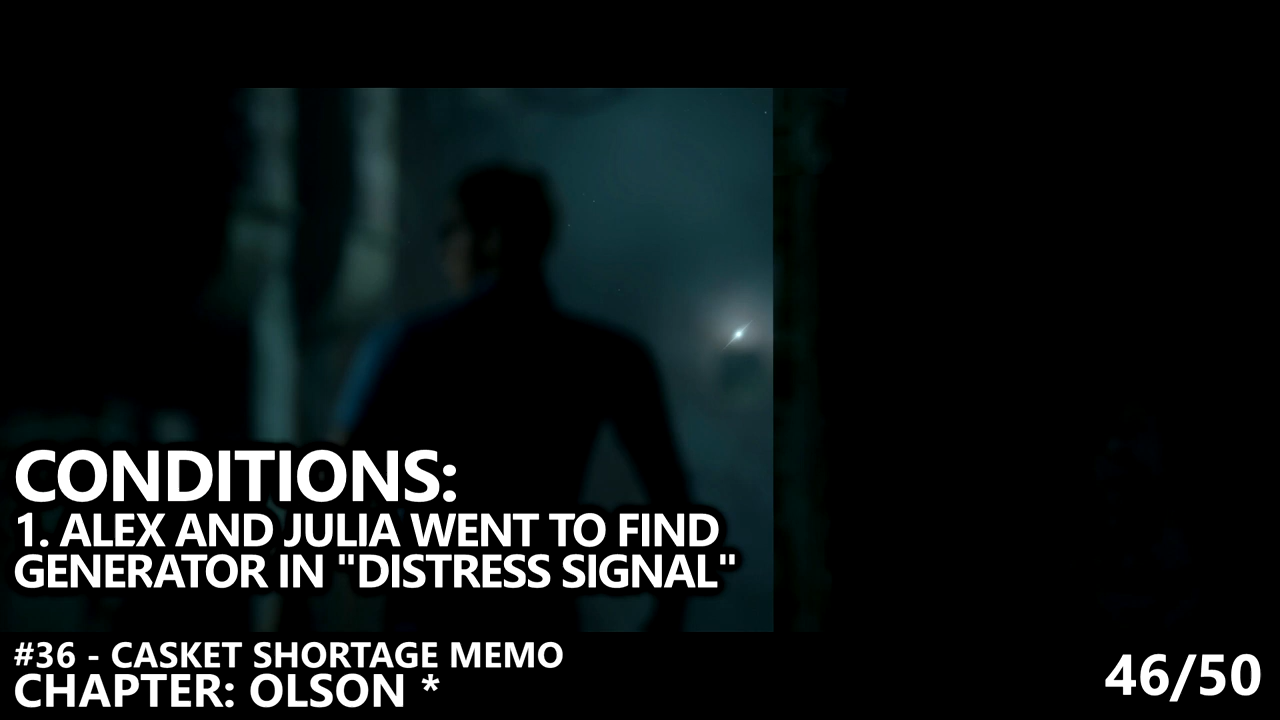 CONDITIONS:
1. ALEX AND JULIA WENT TO FIND
GENERATOR IN "DISTRESS SIGNAL"
#36 - CASKET SHORTAGE MEMO
CHAPTER: OLSON *
46/50